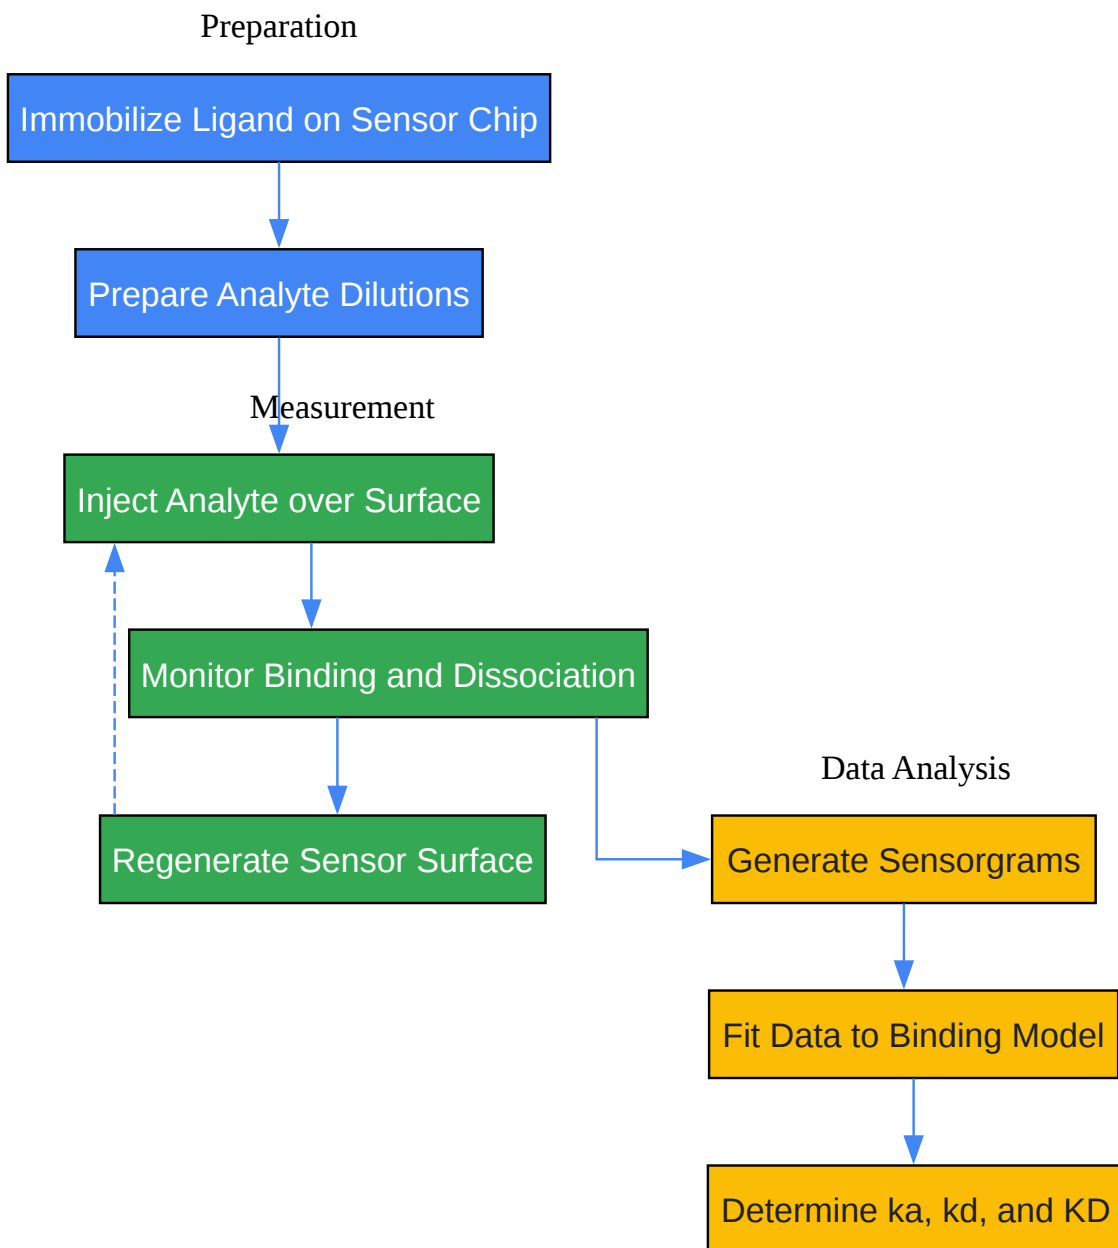 Preparation
Immobilize Ligand on Sensor Chip
Prepare Analyte Dilutions
Measurement
Inject Analyte over Surface
Monitor Binding and Dissociation
Regenerate Sensor Surface
Data Analysis
Generate Sensorgrams
Fit Data to Binding Model
Determine ka, kd, and KD